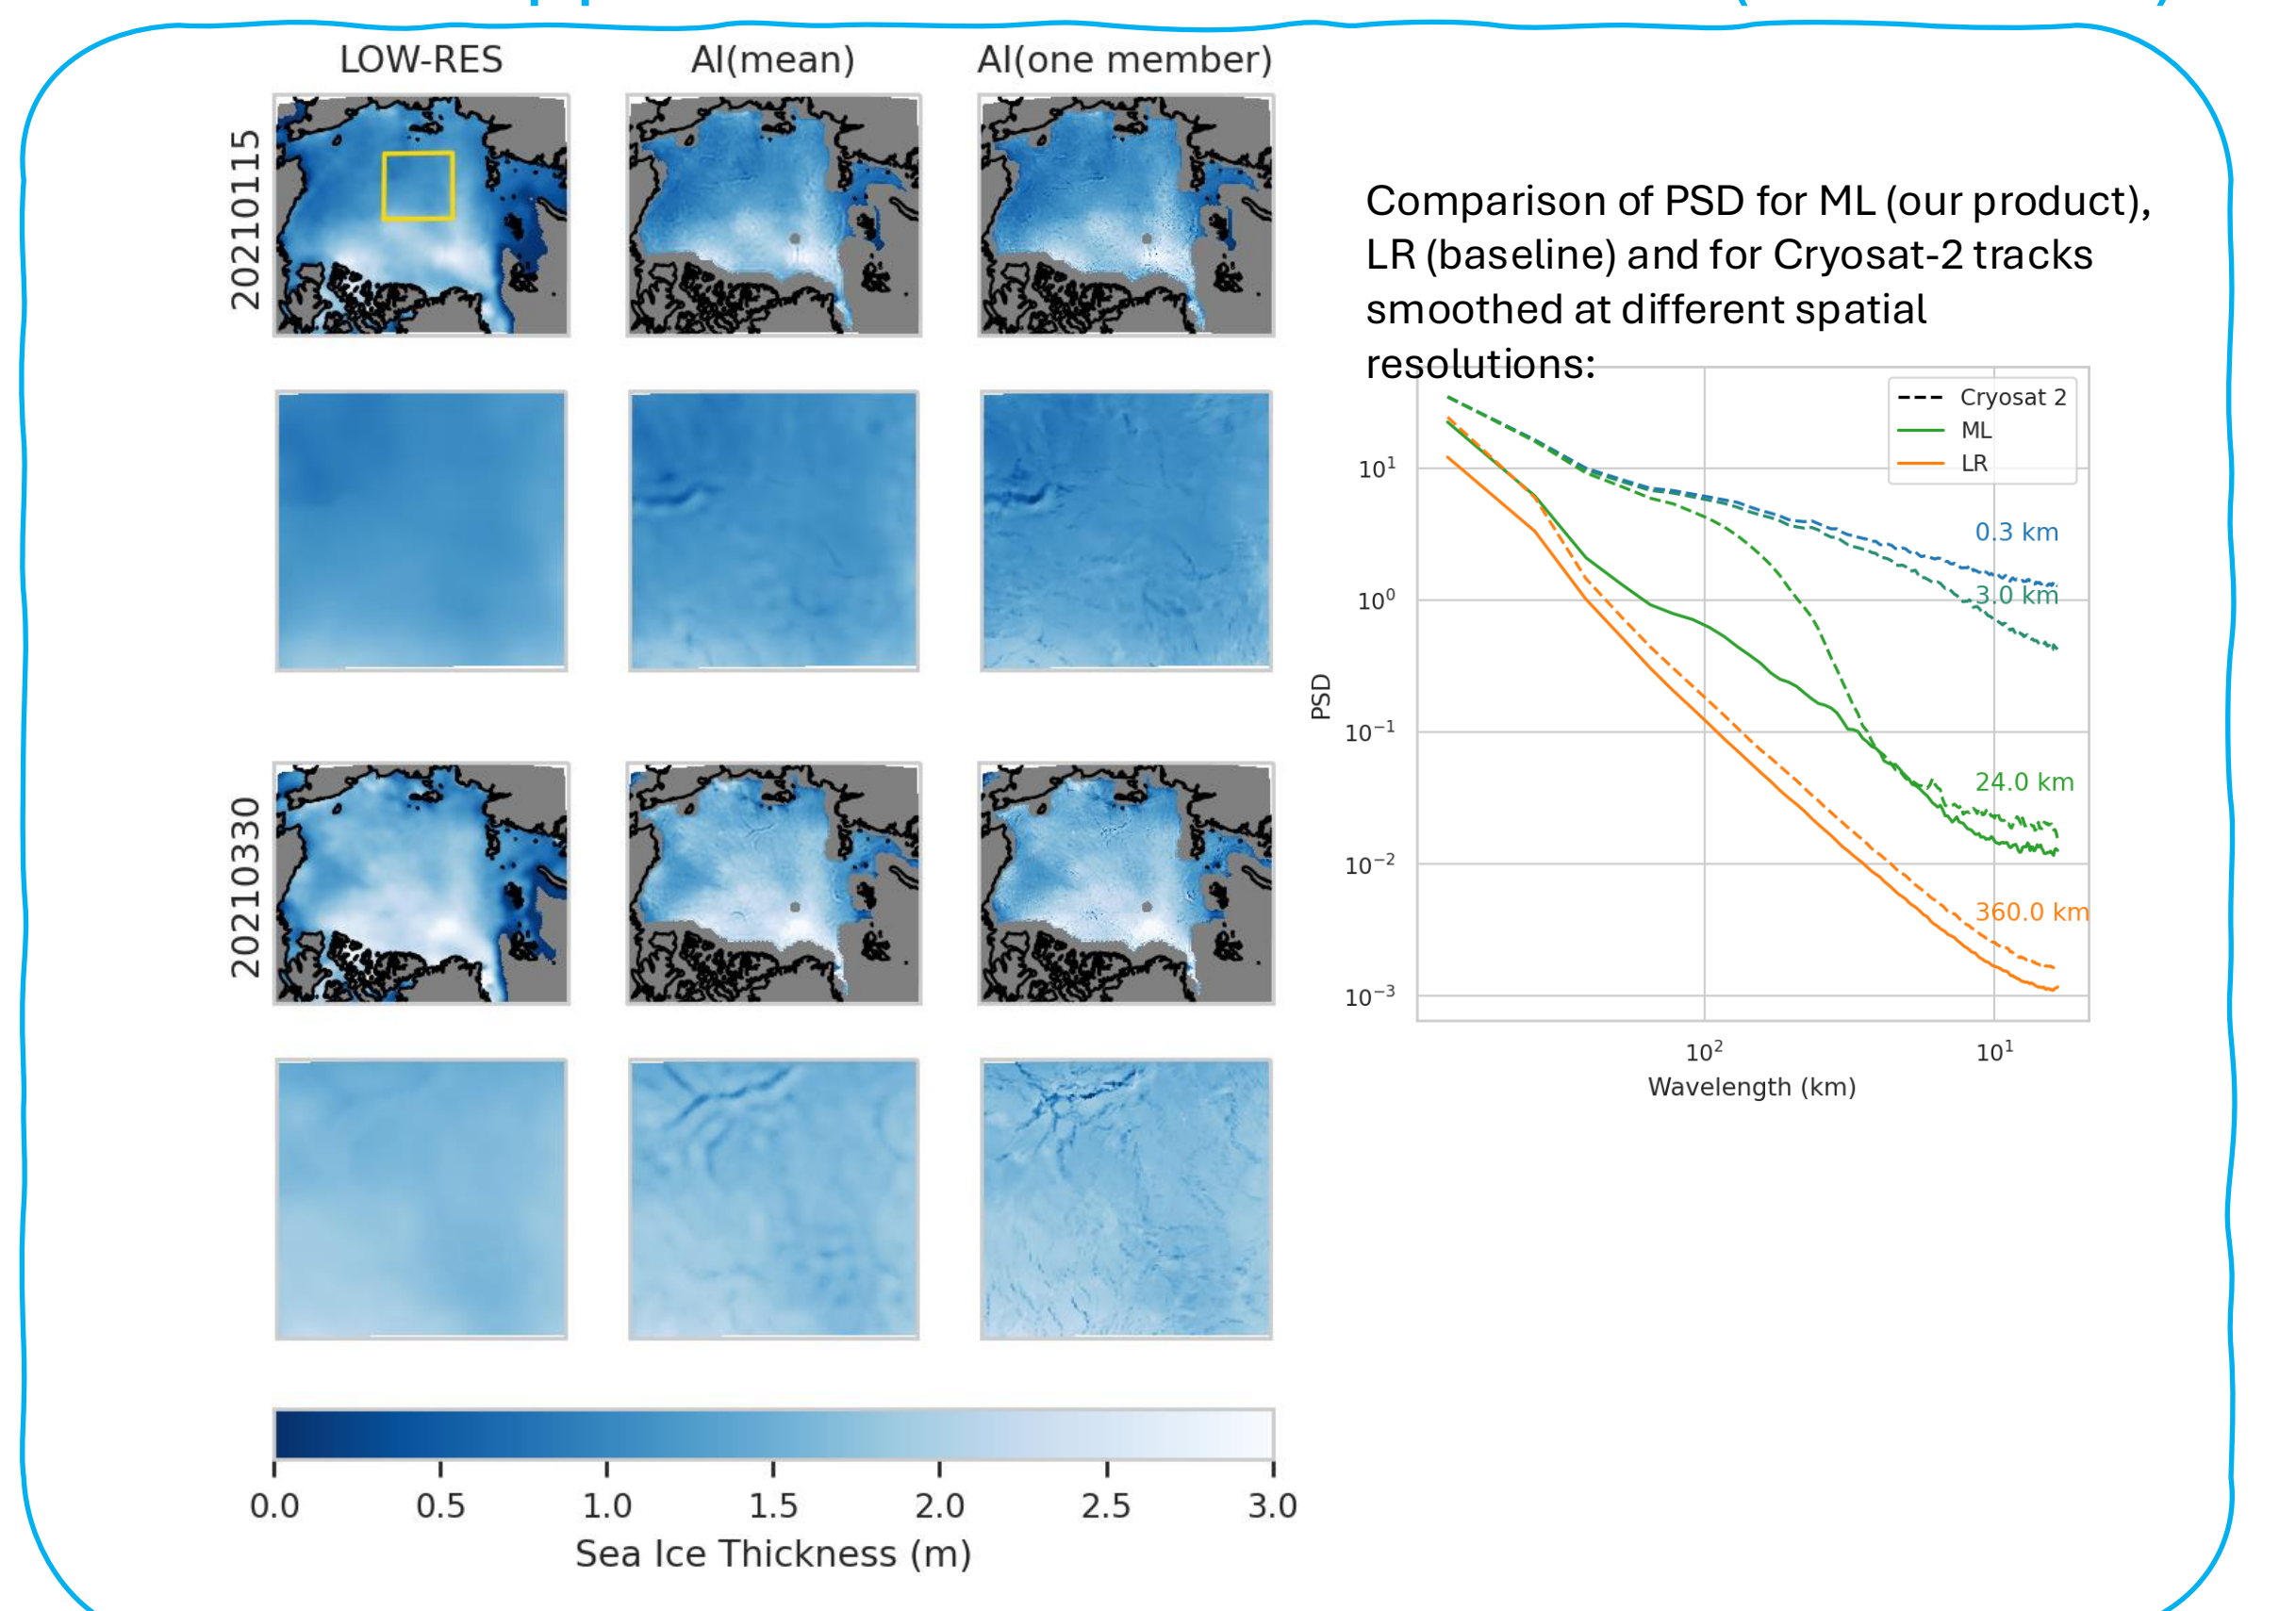 LOW-RES
AI(mean)
AI(one member)
20210115
20210330
0.0 0.5 1.0 1.5 2.0 2.5 3.0
Sea Ice Thickness (m)
Comparison of PSD for ML (our product),
LR (baseline) and for Cryosat-2 tracks
smoothed at different spatial
resolutions:
Cryosat 2
ML
LR
10¹
10⁰
10⁻¹
10⁻²
10⁻³
PSD
0.3 km
3.0 km
24.0 km
360.0 km
10² 10¹
Wavelength (km)